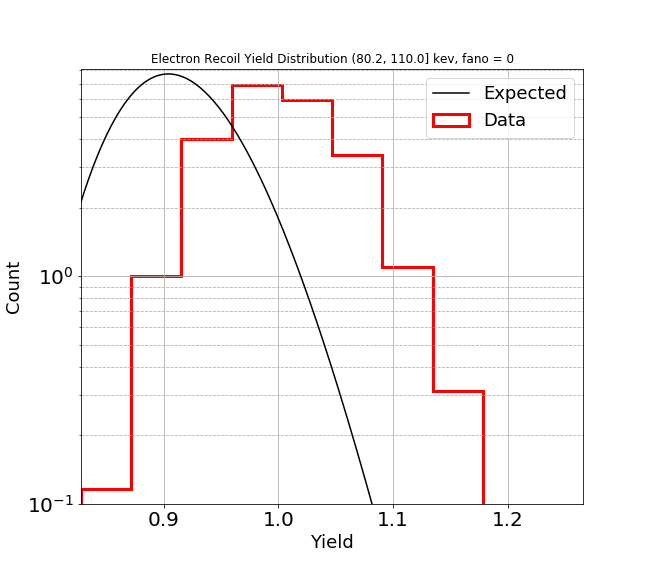 Electron Recoil Yield Distribution (80.2, 110.0] kev, fano = 0
Expected
Data
Count
10⁰
10⁻¹
0.9 1.0 1.1 1.2
Yield